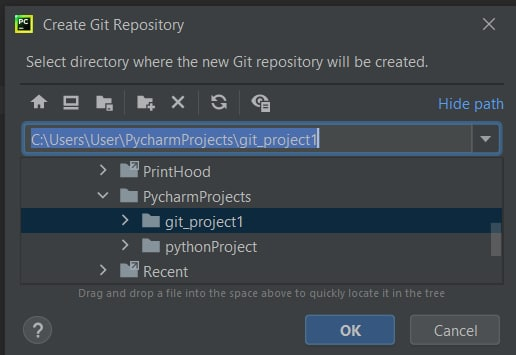 PC
Create Git Repository
Select directory where the new Git repository will be created.
Hide path
C:\Users\User\PycharmProjects\git_project1
PrintHood
PycharmProjects
git_project1
pythonProject
Recent
Drag and drop a file into the space above to quickly locate it in the tree
?
OK
Cancel